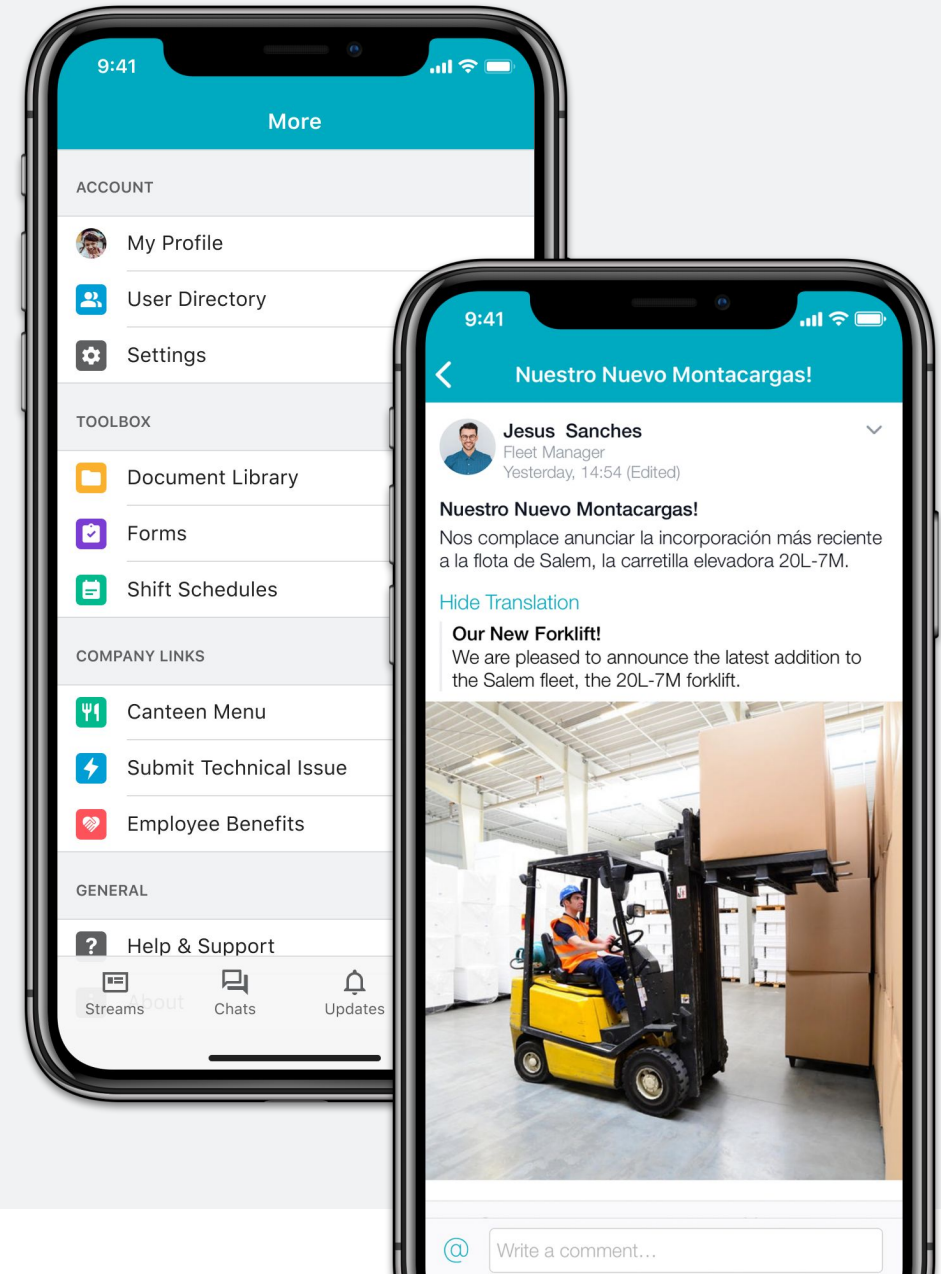 9:41
More
ACCOUNT
My Profile
User Directory
Settings
TOOLBOX
Document Library
Forms
Shift Schedules
COMPANY LINKS
Canteen Menu
Submit Technical Issue
Employee Benefits
GENERAL
? Help & Support
About
Streams
Chats
Updates
9:41
Nuestro Nuevo Montacargas!
Jesus Sanches
Fleet Manager
Yesterday, 14:54 (Edited)
Nuestro Nuevo Montacargas!
Nos complace anunciar la incorporación más reciente
a la flota de Salem, la carretilla elevadora 20L-7M.
Hide Translation
Our New Forklift!
We are pleased to announce the latest addition to
the Salem fleet, the 20L-7M forklift.
@ Write a comment...